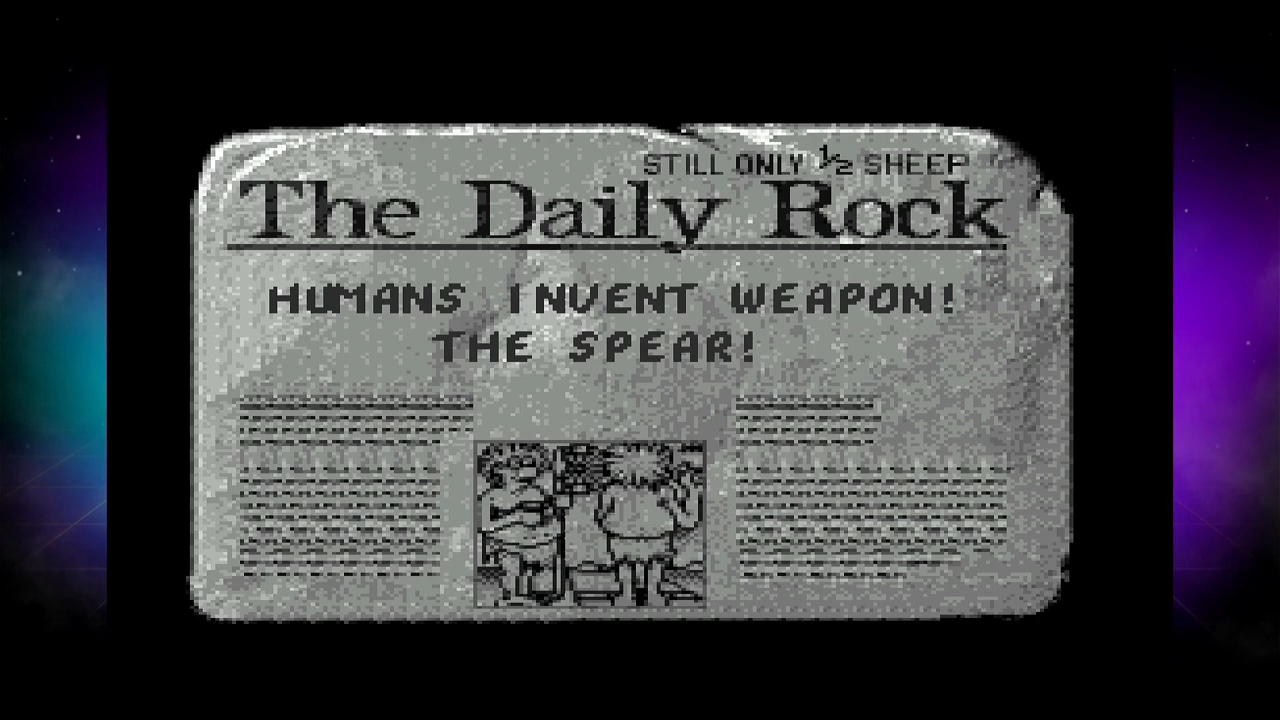 STILL ONLY ½ SHEEP
The Daily Rock
HUMANS INVENT WEAPON!
THE SPEAR!